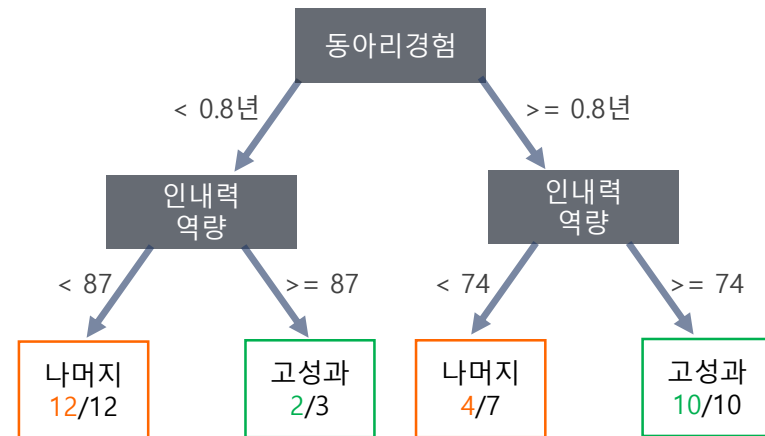 동아리경험
< 0.8년
>= 0.8년
인내력
역량
인내력
역량
< 87
>= 87
< 74
>= 74
나머지
12/12
고성과
2/3
나머지
4/7
고성과
10/10